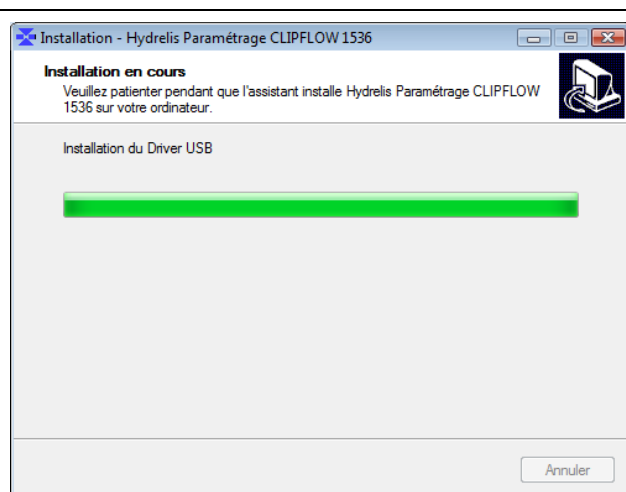 Installation - Hydrelis Paramétrage CLIPFLOW 1536
Installation en cours
Veuillez patienter pendant que l'assistant installe Hydrelis Paramétrage CLIPFLOW
1536 sur votre ordinateur.
Installation du Driver USB
Annuler